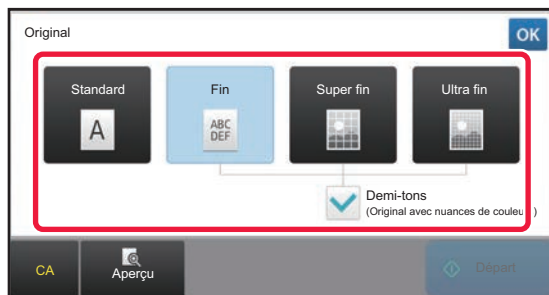 Original
OK
Standard
Fin
Super fin
Ultra fin
A
ABC
DEF
Demi-tons
(Original avec nuances de couleur )
CA
Aperçu
Départ